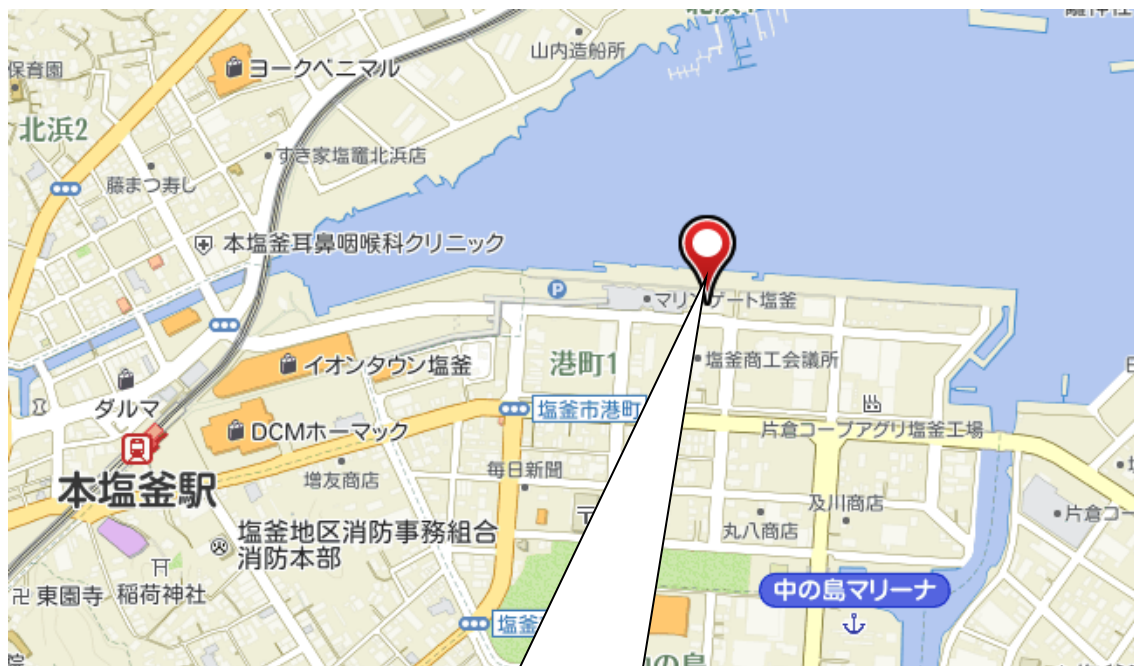 山内造船所
保育園
ヨークベニマル
北浜2
すき家塩竈北浜店
藤まつ寿し
本塩釜耳鼻咽喉科クリニック
P
マリンゲート塩釜
イオンタウン塩釜
港町1
塩釜商工会議所
ダルマ
塩釜市港町
DCMホーマック
片倉コープアグリ塩釜工場
本塩釜駅
増友商店
毎日新聞
及川商店
片倉コー
丸八商店
塩釜地区消防事務組合
消防本部
卍 東園寺
稲荷神社
中の島マリーナ
塩釜
中の島
院